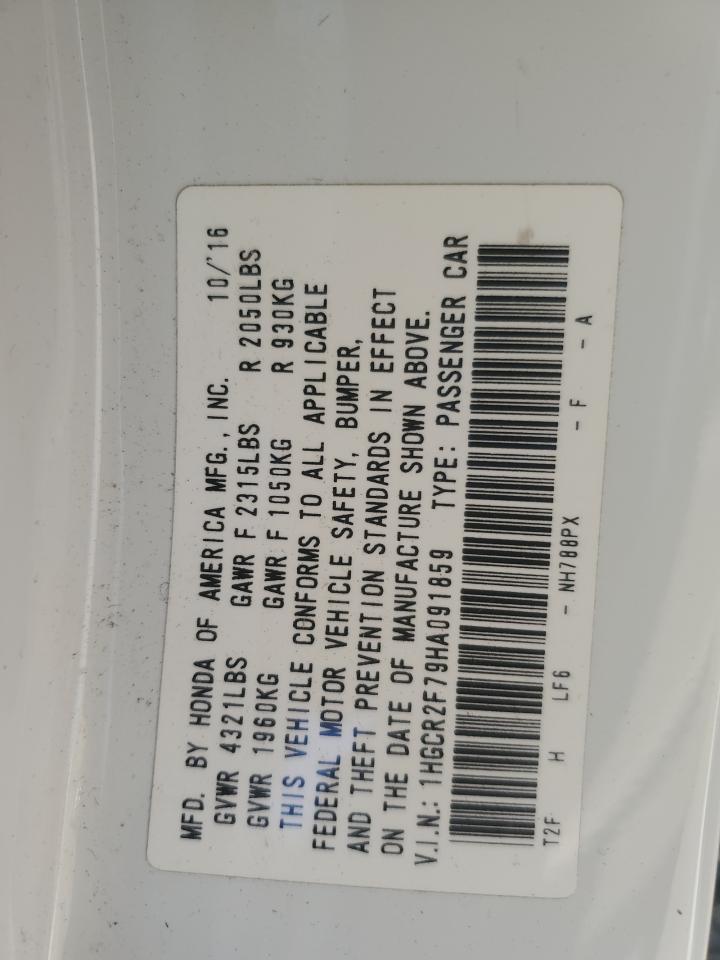 MFD. BY HONDA OF AMERICA MFG., INC. 10/'16
GVWR 4321LBS GAWR F 2315LBS R 2050LBS
GVWR 1960KG GAWR F 1050KG R 930KG
THIS VEHICLE CONFORMS TO ALL APPLICABLE
FEDERAL MOTOR VEHICLE SAFETY, BUMPER,
AND THEFT PREVENTION STANDARDS IN EFFECT
ON THE DATE OF MANUFACTURE SHOWN ABOVE.
V.I.N.: 1HGCR2F79HA091859 TYPE: PASSENGER CAR
T2F H LF6 - NH788PX - F - A